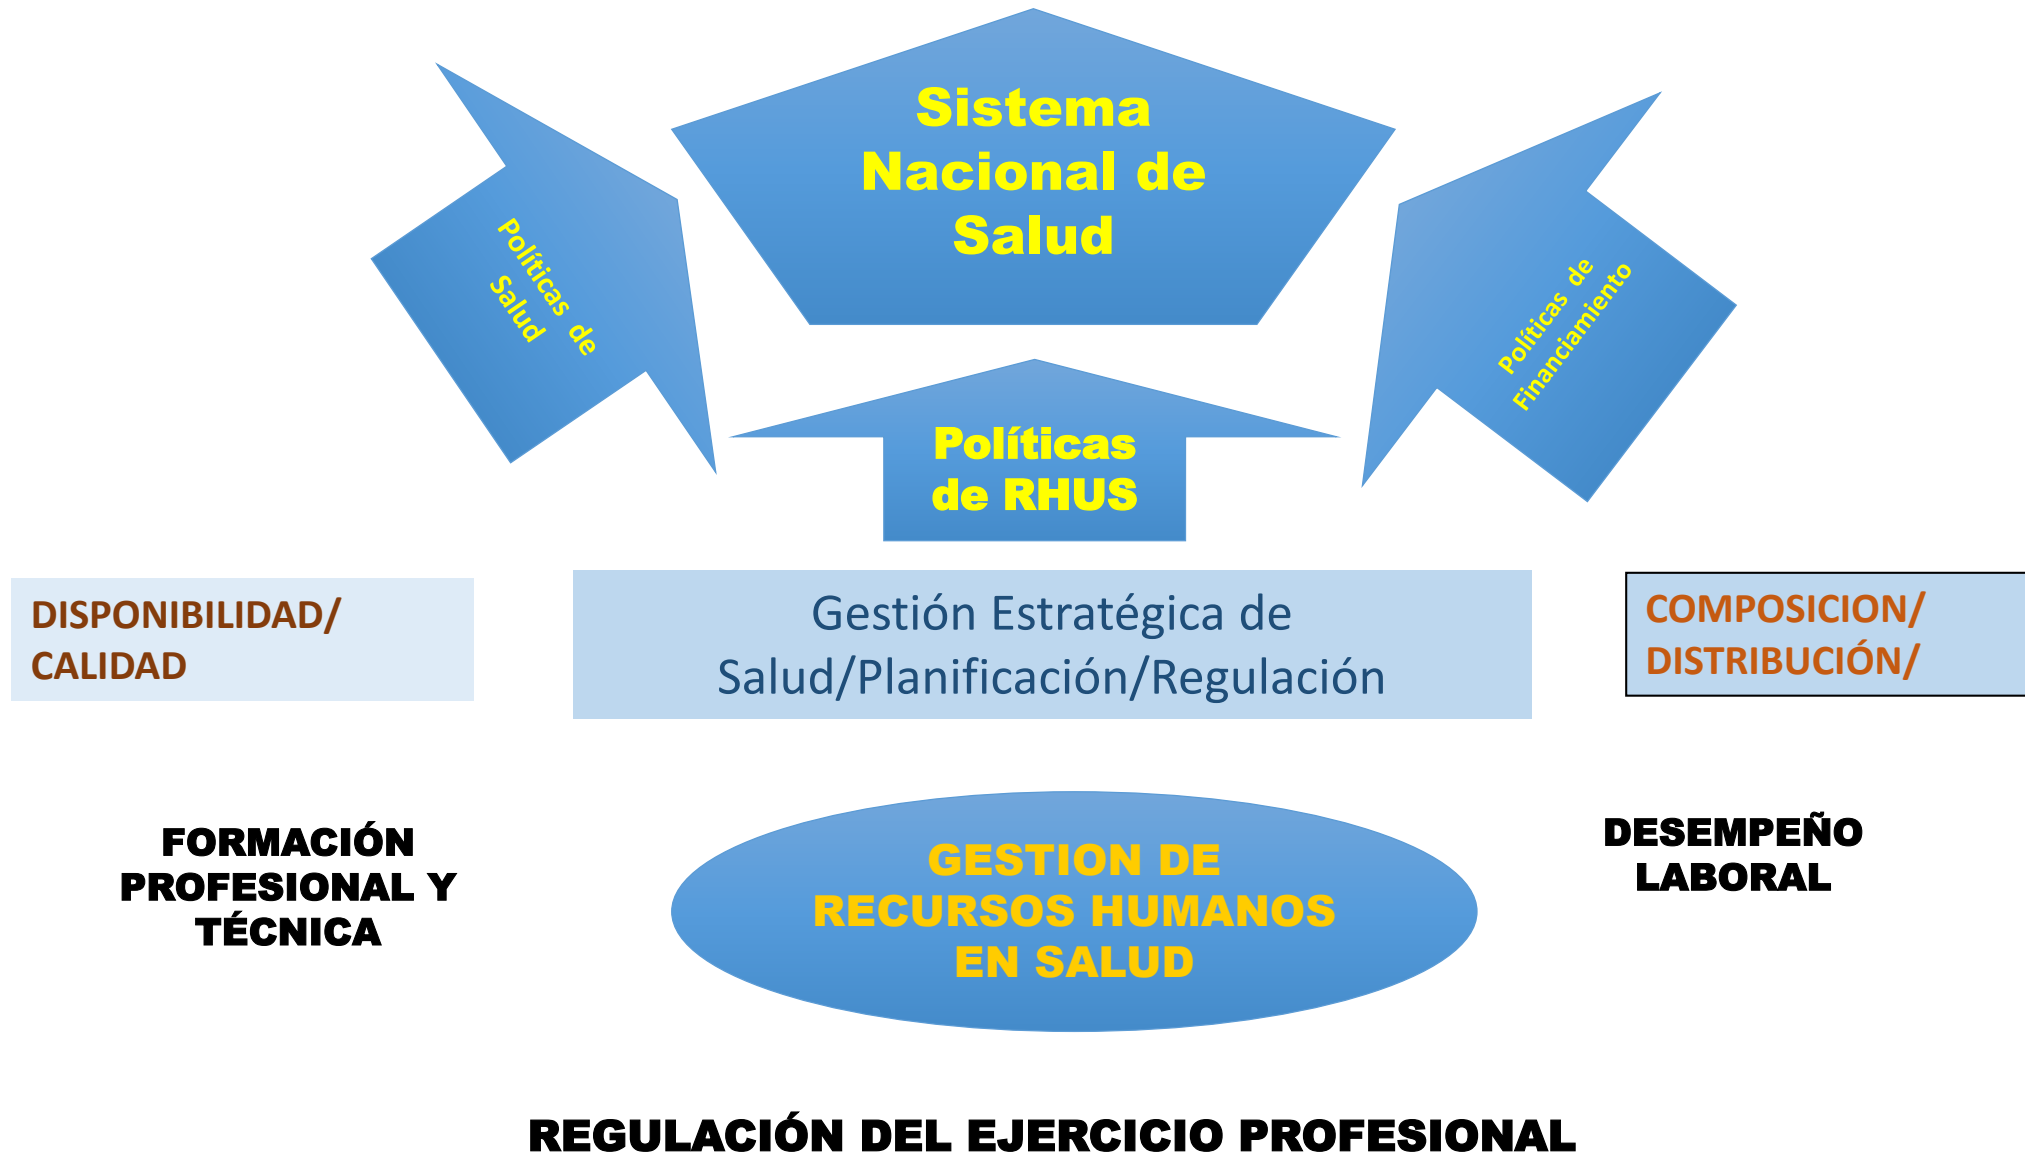 Sistema
Nacional de
Salud
Políticas de
Salud
Políticas de
Financiamiento
Políticas
de RHUS
DISPONIBILIDAD/
CALIDAD
Gestión Estratégica de
Salud/Planificación/Regulación
COMPOSICION/
DISTRIBUCIÓN/
FORMACIÓN
PROFESIONAL Y
TÉCNICA
GESTION DE
RECURSOS HUMANOS
EN SALUD
DESEMPEÑO
LABORAL
REGULACIÓN DEL EJERCICIO PROFESIONAL